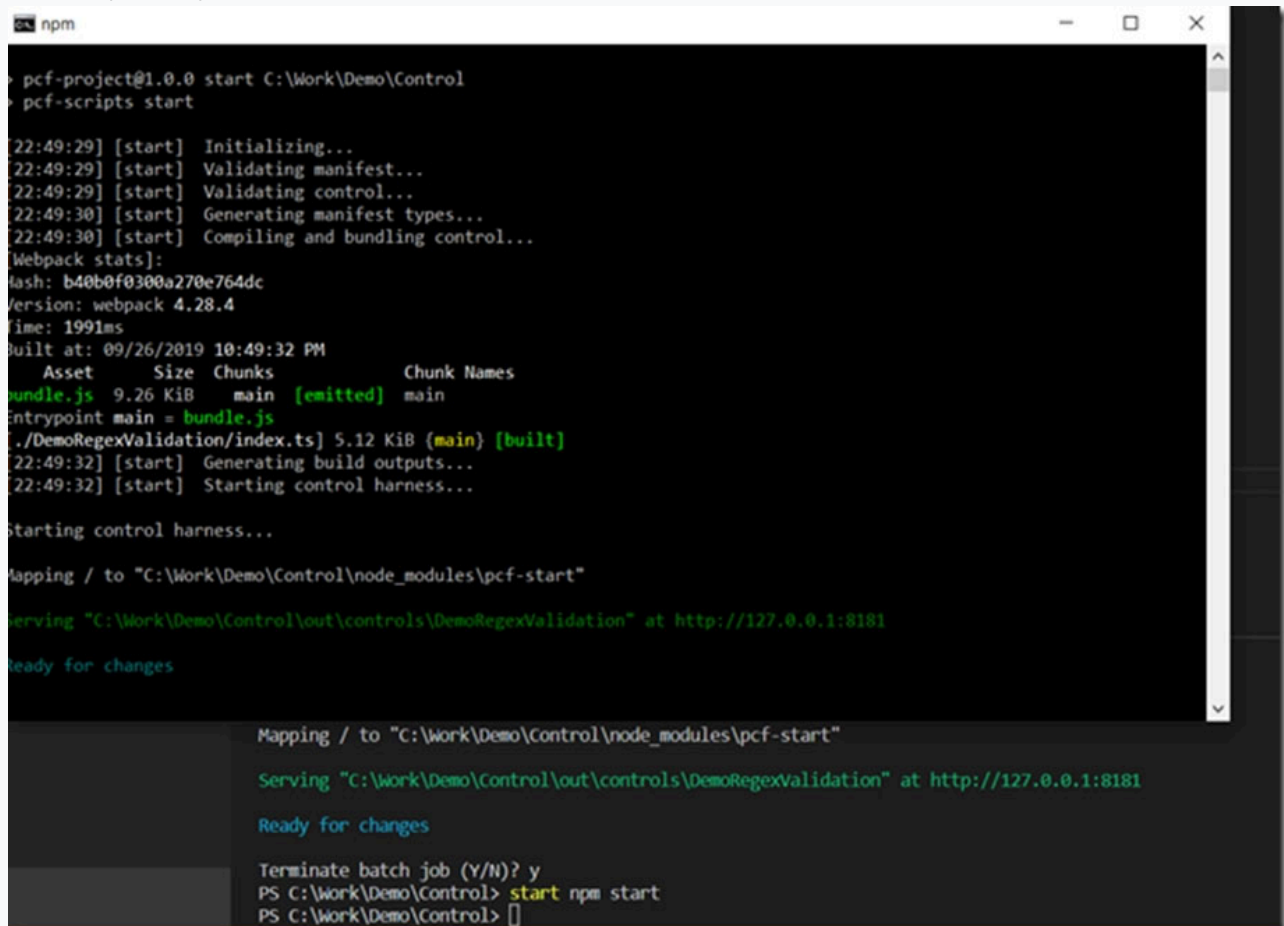 npm
> pcf-project@1.0.0 start C:\Work\Demo\Control
> pcf-scripts start
[22:49:29] [start] Initializing...
[22:49:29] [start] Validating manifest...
[22:49:29] [start] Validating control...
[22:49:30] [start] Generating manifest types...
[22:49:30] [start] Compiling and bundling control...
[Webpack stats]:
Hash: b40b0f0300a270e764dc
Version: webpack 4.28.4
Time: 1991ms
Built at: 09/26/2019 10:49:32 PM
Asset Size Chunks Chunk Names
bundle.js 9.26 KiB main [emitted] main
Entrypoint main = bundle.js
[./DemoRegexValidation/index.ts] 5.12 KiB {main} [built]
[22:49:32] [start] Generating build outputs...
[22:49:32] [start] Starting control harness...
Starting control harness...
Mapping / to "C:\Work\Demo\Control\node_modules\pcf-start"
Serving "C:\Work\Demo\Control\out\controls\DemoRegexValidation" at http://127.0.0.1:8181
Ready for changes
Mapping / to "C:\Work\Demo\Control\node_modules\pcf-start"
Serving "C:\Work\Demo\Control\out\controls\DemoRegexValidation" at http://127.0.0.1:8181
Ready for changes
Terminate batch job (Y/N)? y
PS C:\Work\Demo\Control> start npm start
PS C:\Work\Demo\Control>